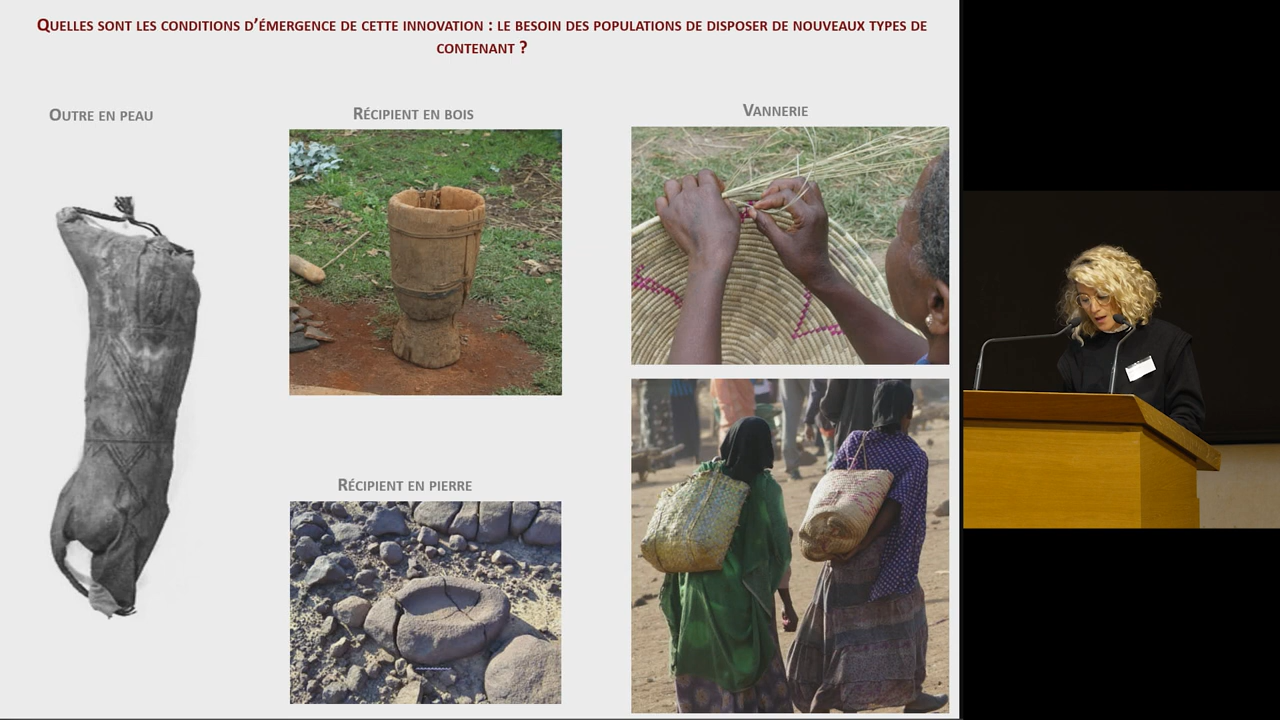 Quelles sont les conditions d’émergence de cette innovation : le besoin des populations de disposer de nouveaux types de
contenant ?
Outre en peau
Récipient en bois
Vannerie
Récipient en pierre